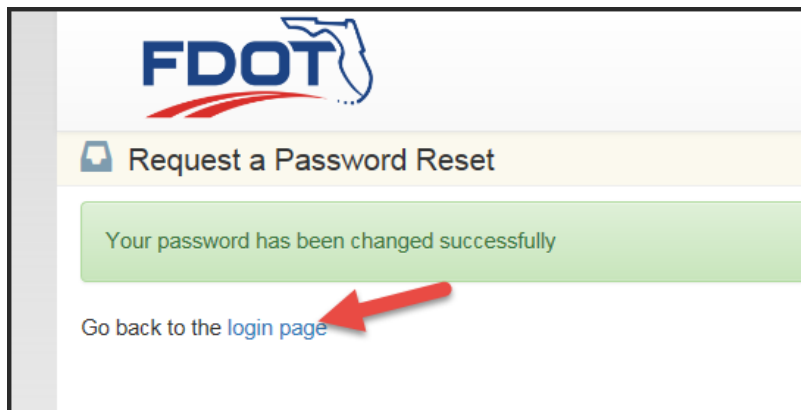 FDOT
Request a Password Reset
Your password has been changed successfully
Go back to the login page